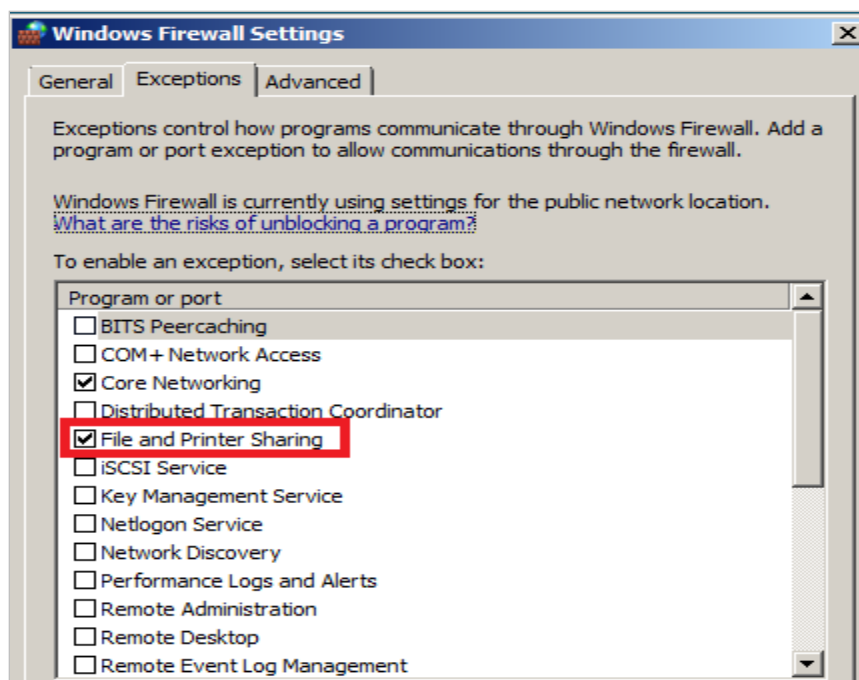 Windows Firewall Settings
General Exceptions Advanced
Exceptions control how programs communicate through Windows Firewall. Add a
program or port exception to allow communications through the firewall.
Windows Firewall is currently using settings for the public network location.
What are the risks of unblocking a program?
To enable an exception, select its check box:
Program or port
BITS Peercaching
COM+ Network Access
Core Networking
Distributed Transaction Coordinator
File and Printer Sharing
iSCSI Service
Key Management Service
Netlogon Service
Network Discovery
Performance Logs and Alerts
Remote Administration
Remote Desktop
Remote Event Log Management